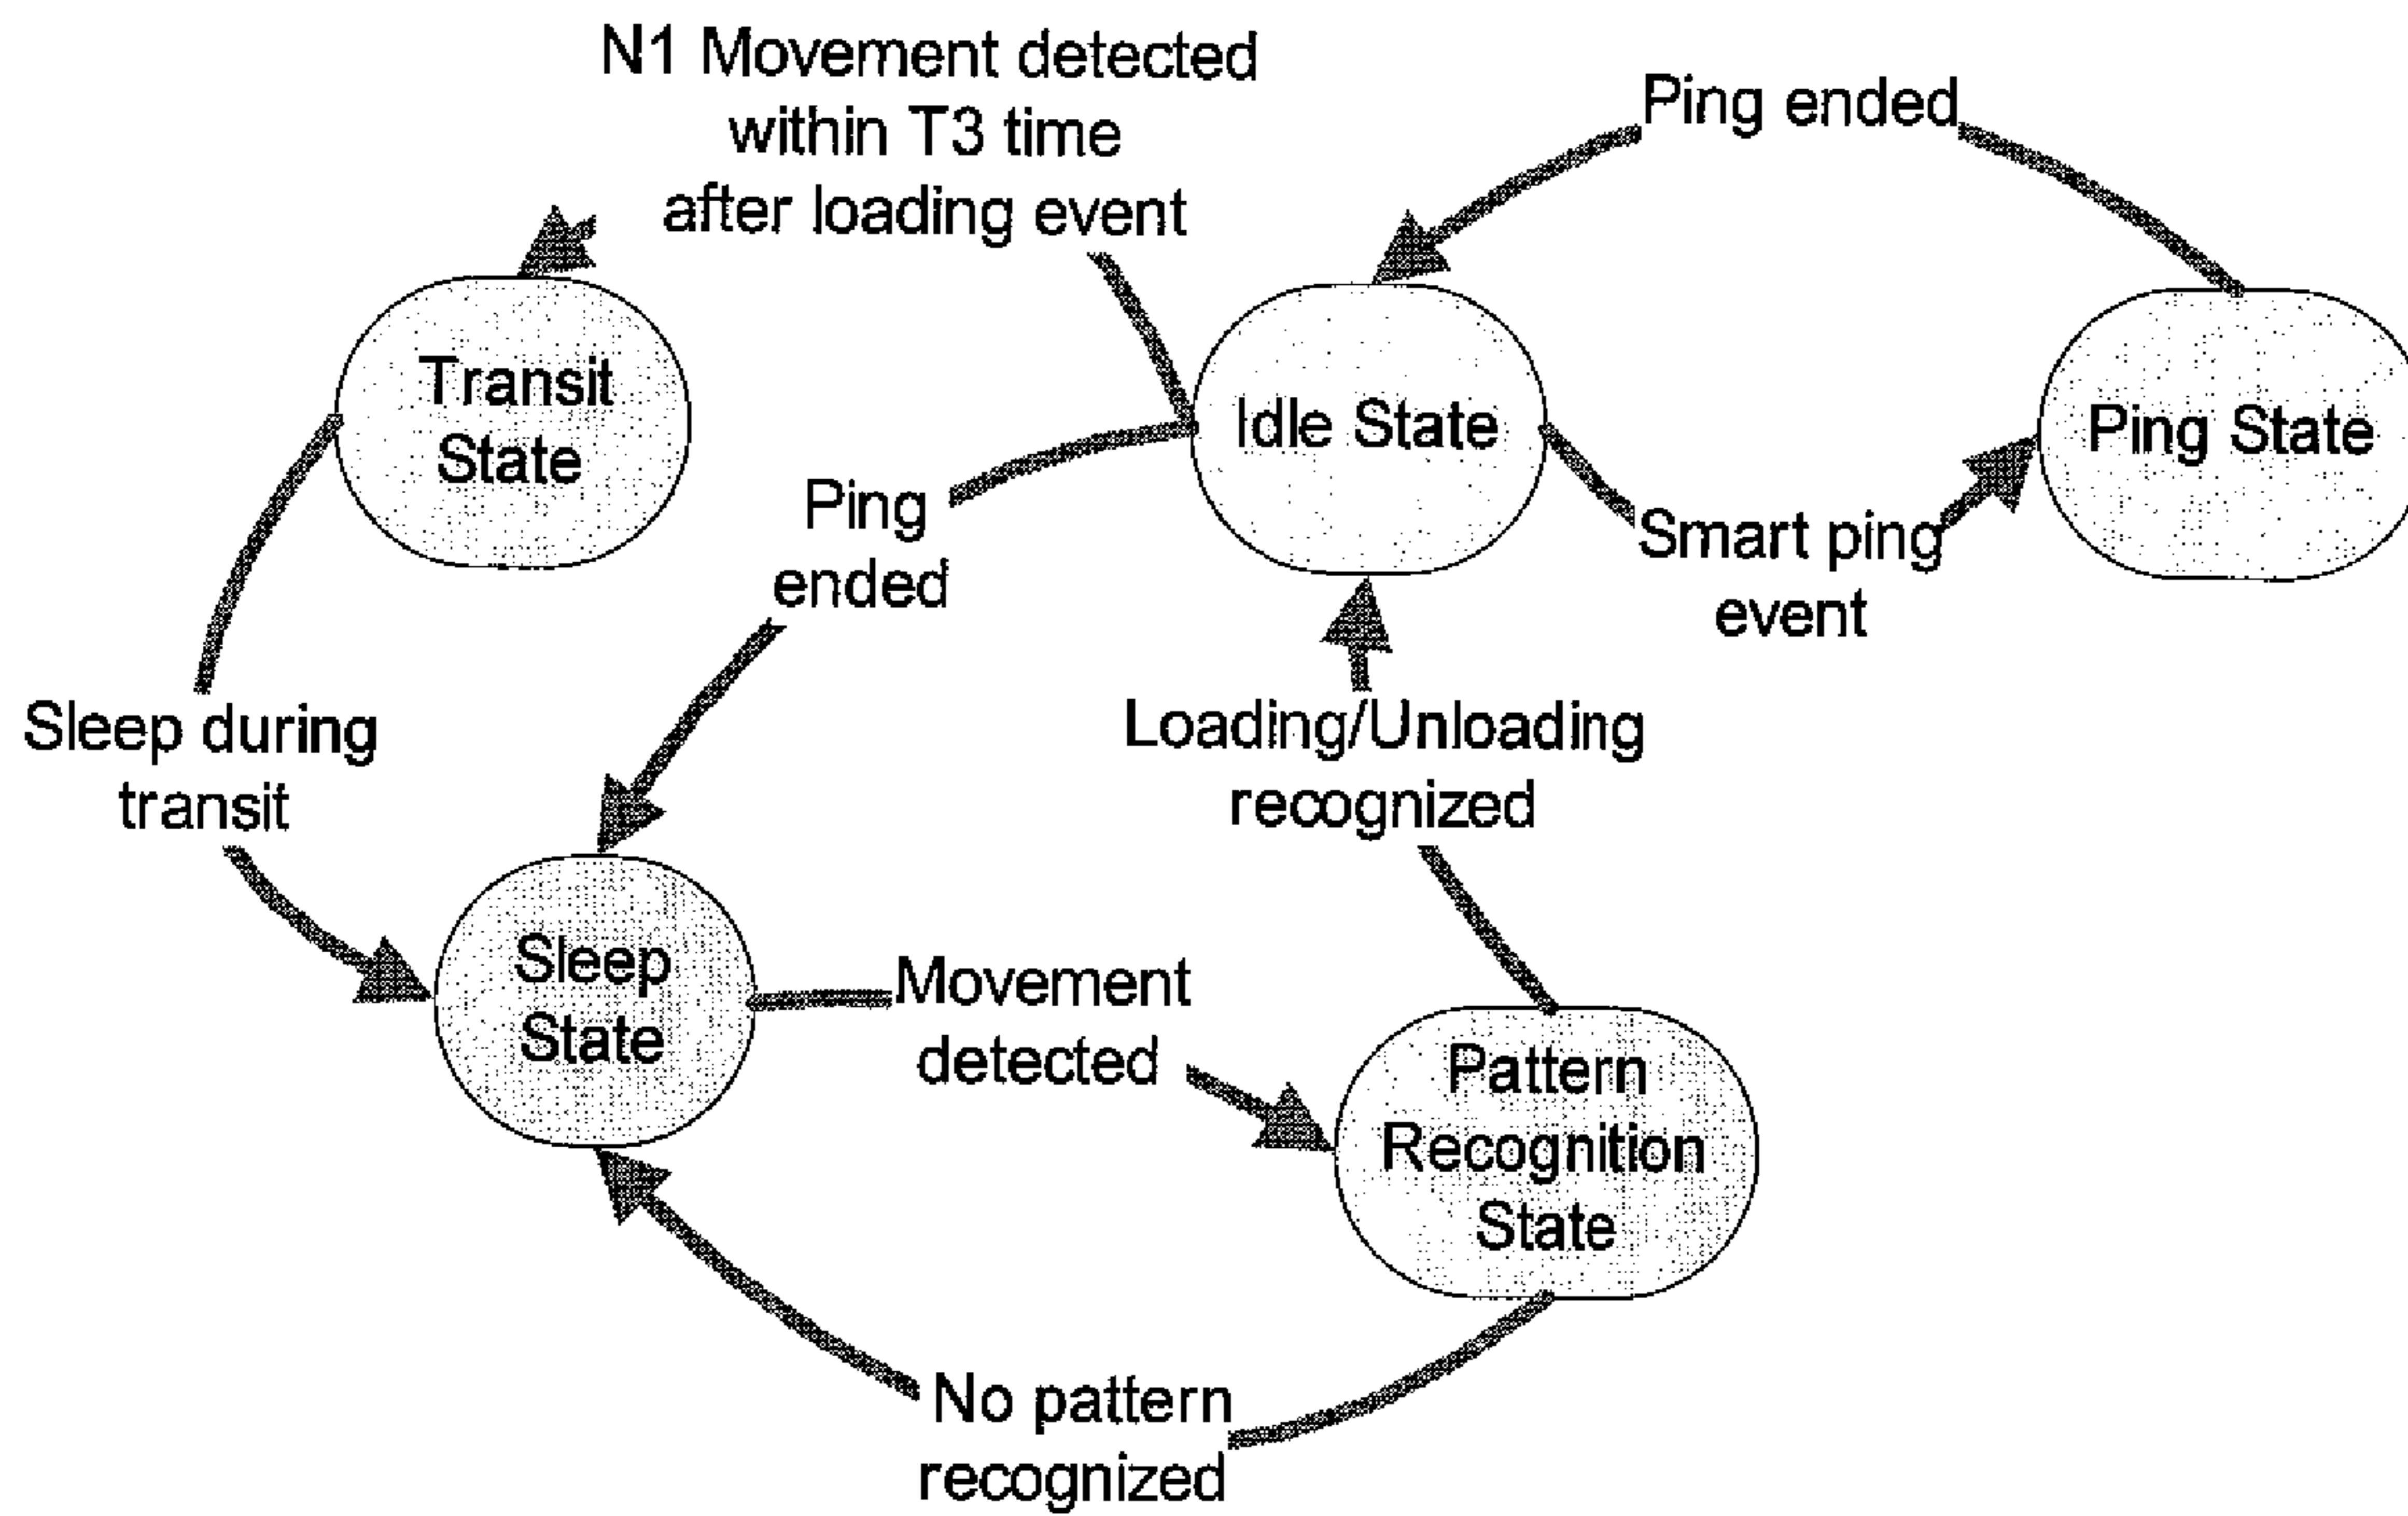 N1 Movement detected
within T3 time
after loading event
Ping ended
Transit
State
Idle State
Ping State
Ping
ended
Smart ping
event
Sleep during
transit
Loading/Unloading
recognized
Sleep
State
Movement
detected
Pattern
Recognition
State
No pattern
recognized